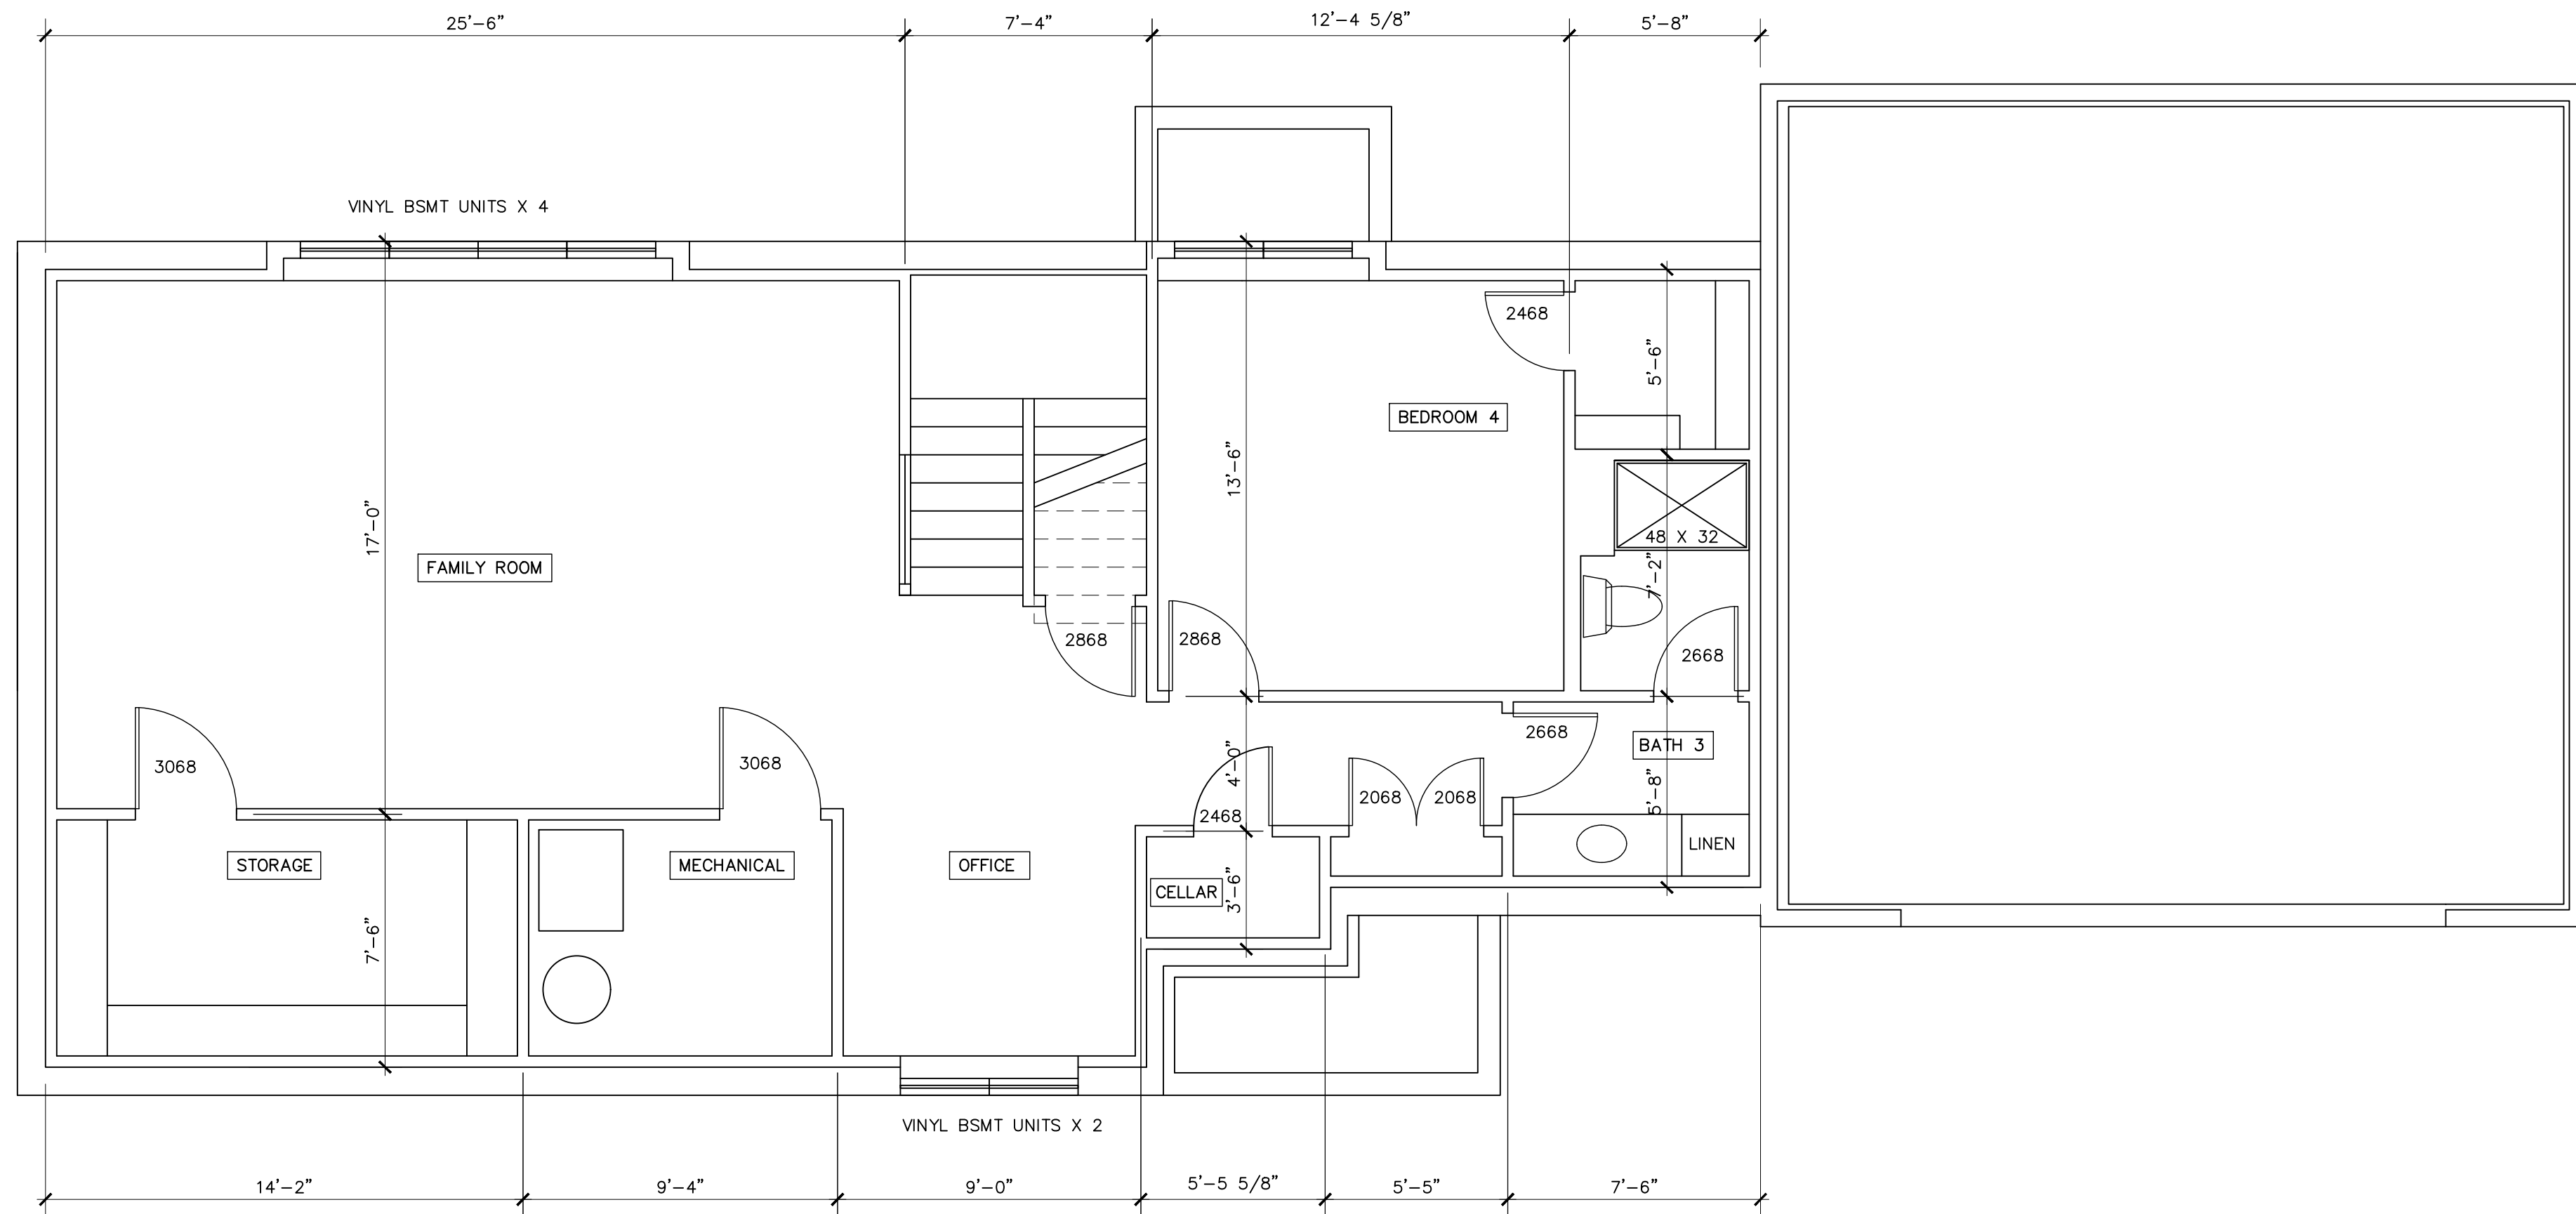 25'-6"
7'-4"
12'-4 5/8"
5'-8"
VINYL BSMT UNITS X 4
2468
5'-6"
BEDROOM 4
13'-6"
17'-0"
FAMILY ROOM
48 X 32
7'-2"
2868
2868
2668
3068
3068
4'-0"
2668
BATH 3
2468
2068
2068
5'-8"
STORAGE
MECHANICAL
OFFICE
CELLAR
3'-6"
LINEN
7'-6"
VINYL BSMT UNITS X 2
14'-2"
9'-4"
9'-0"
5'-5 5/8"
5'-5"
7'-6"